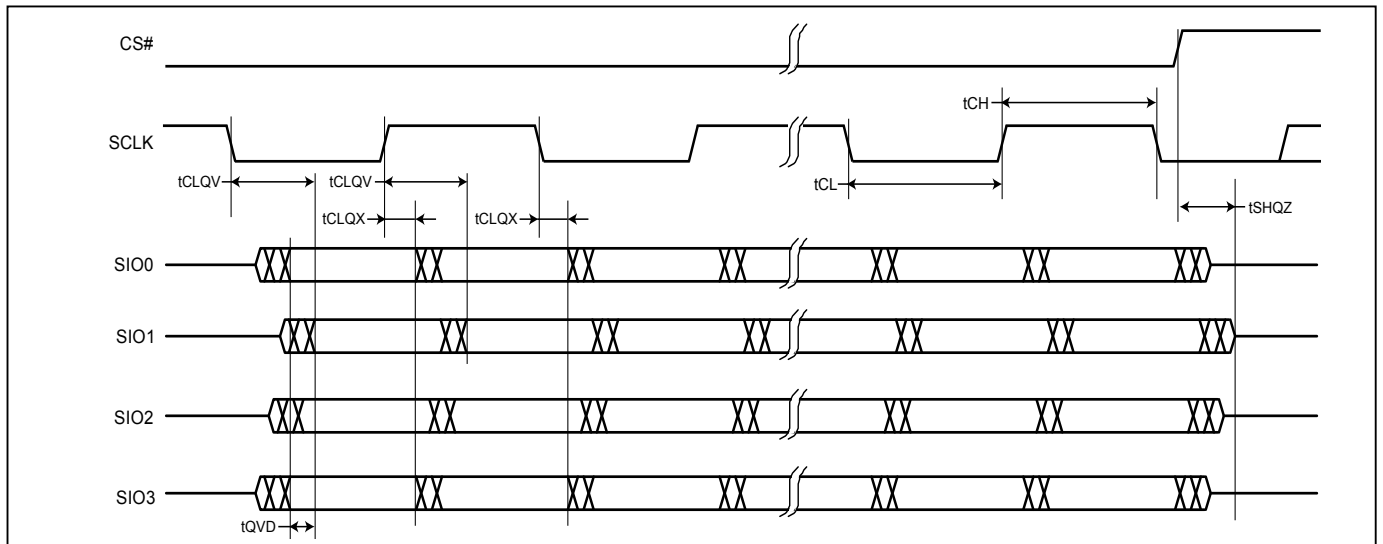 CS#
tCH
SCLK
tCLQV
tCLQV
tCL
tCLQX
tCLQX
tSHQZ
SIO0
SIO1
SIO2
SIO3
tQVD